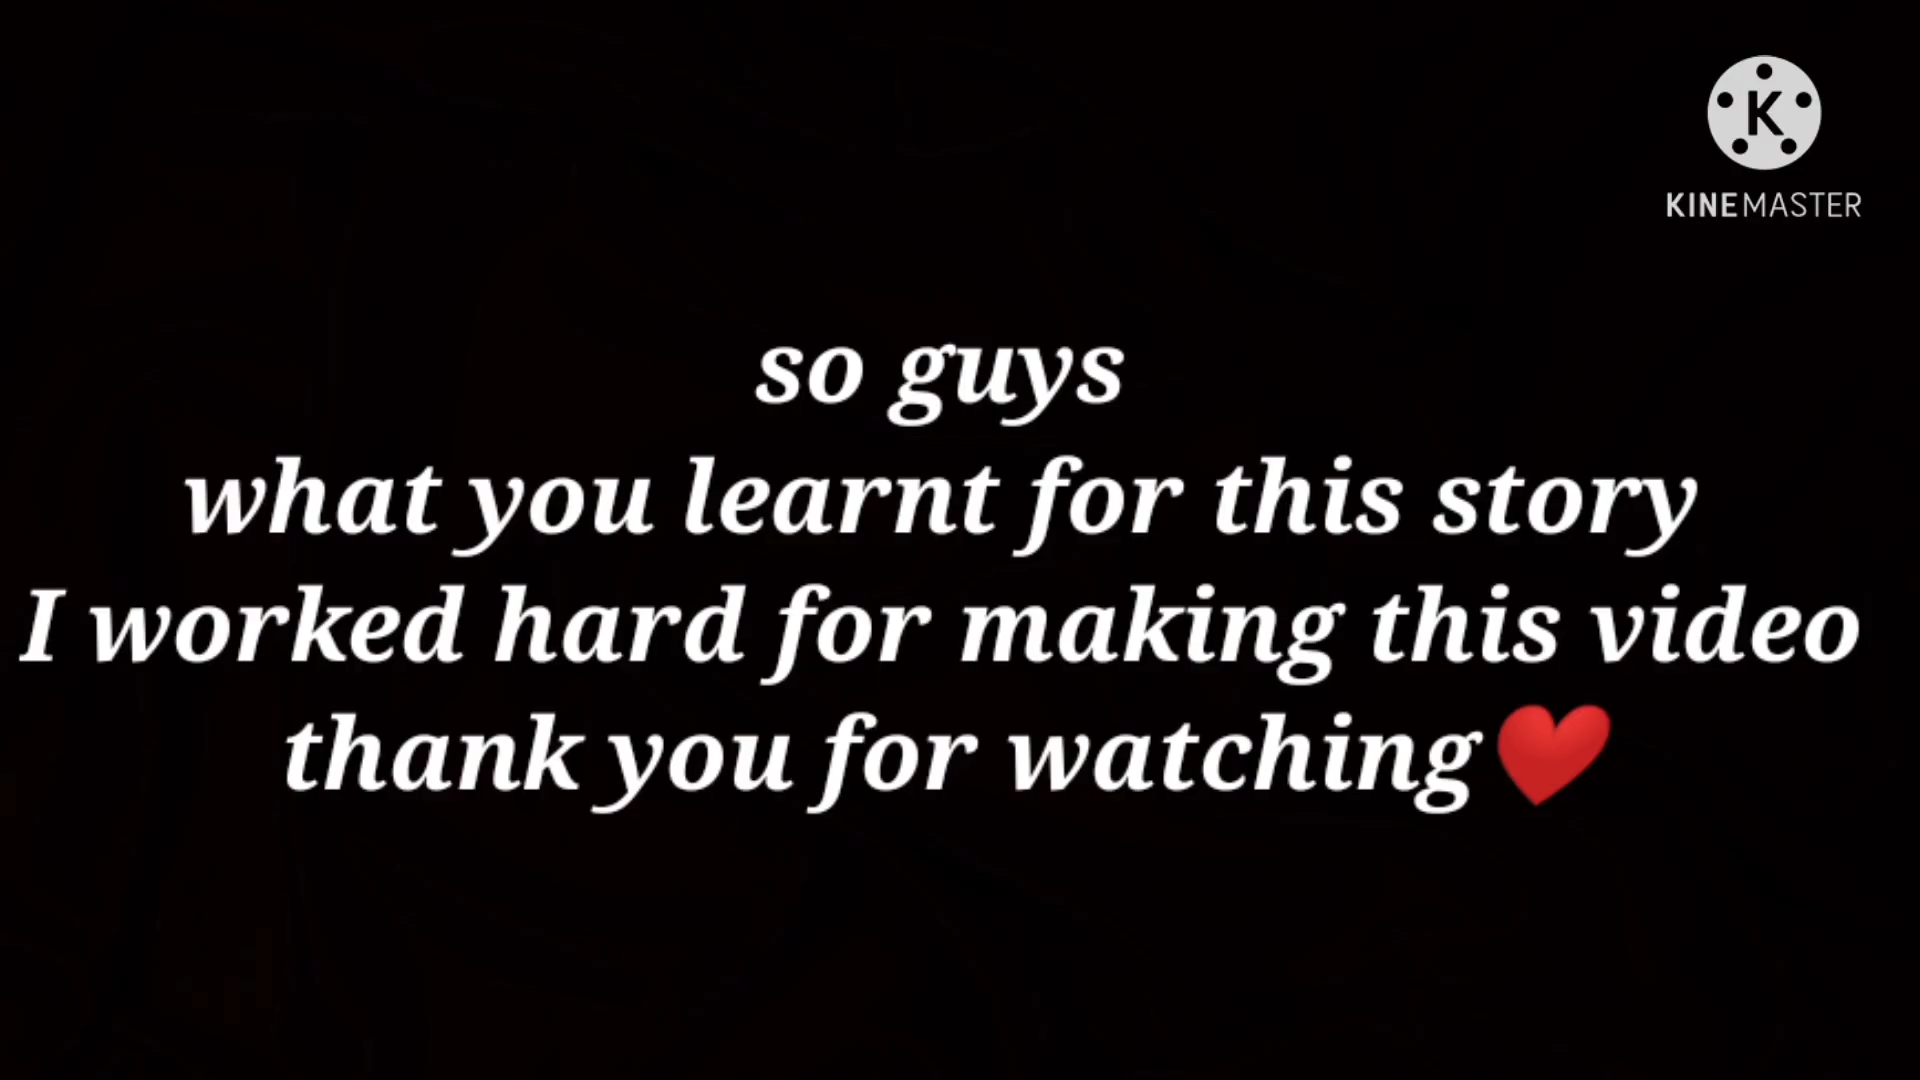 K
KINEMASTER
so guys
what you learnt for this story
I worked hard for making this video
thank you for watching❤️